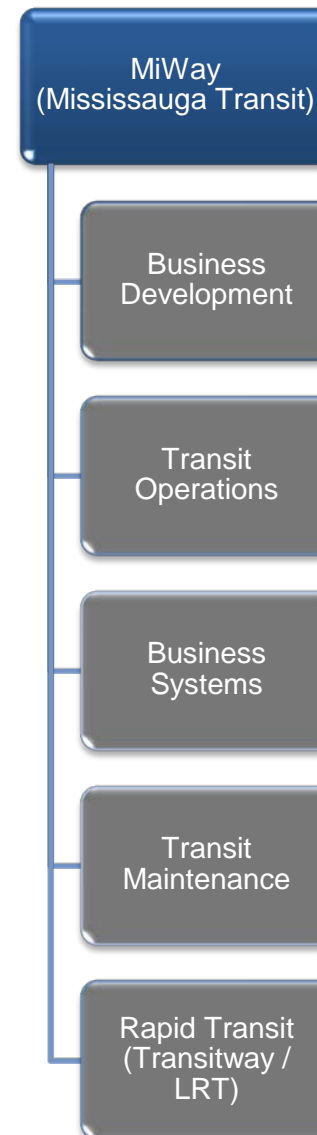 MiWay
(Mississauga Transit)
Business
Development
Transit
Operations
Business
Systems
Transit
Maintenance
Rapid Transit
(Transitway /
LRT)